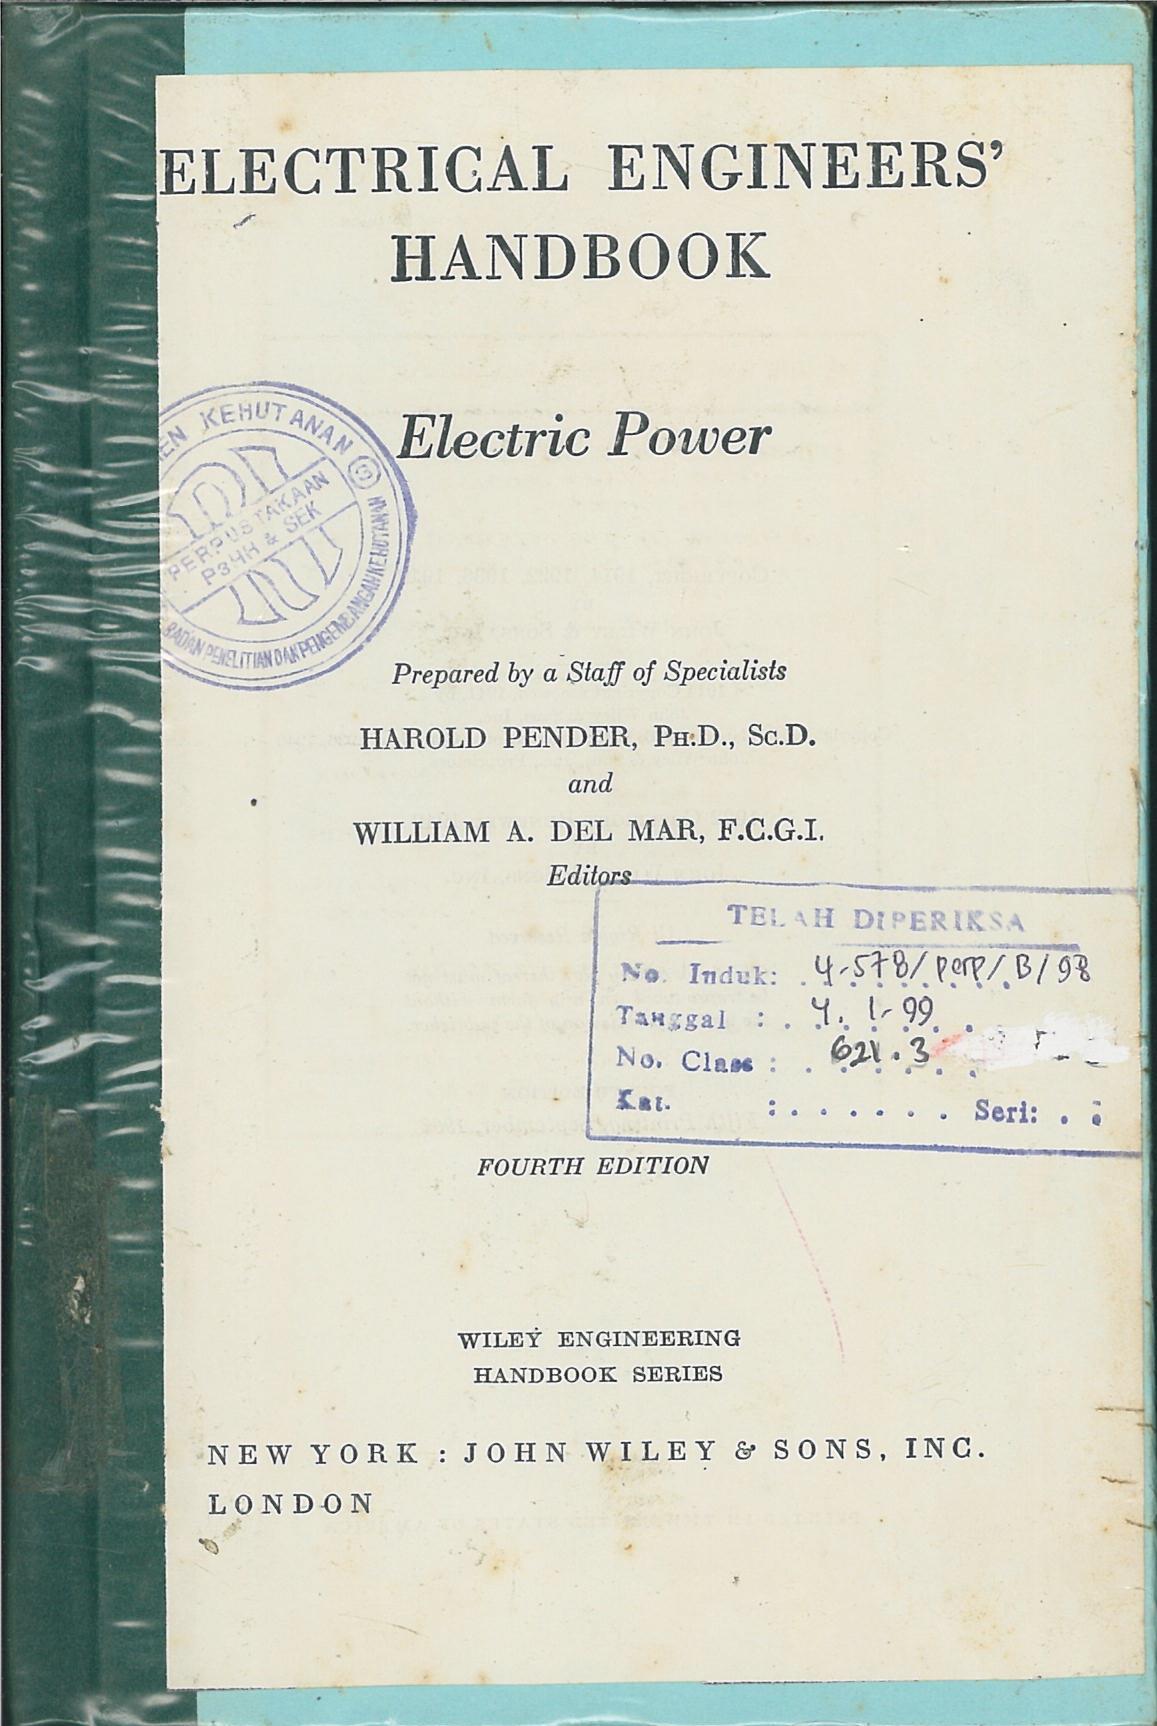 ELECTRICAL ENGINEERS'
HANDBOOK
Electric Power
EN KEHUTANAN
PERPUSTAKAAN
P3HH & SEK
BADAN PENELITIAN DAN PENGEMBANGAN KEHUTANAN
Prepared by a Staff of Specialists
HAROLD PENDER, PH.D., SC.D.
and
WILLIAM A. DEL MAR, F.C.G.I.
Editors
TELAH DIPERIKSA
No. Induk: 4-578/perp/B/98
Tanggal : 4. 1-99
No. Class : 621.3
Kat. : . . . . . . . Seri: . .
FOURTH EDITION
WILEY ENGINEERING
HANDBOOK SERIES
NEW YORK : JOHN WILEY & SONS, INC.
LONDON